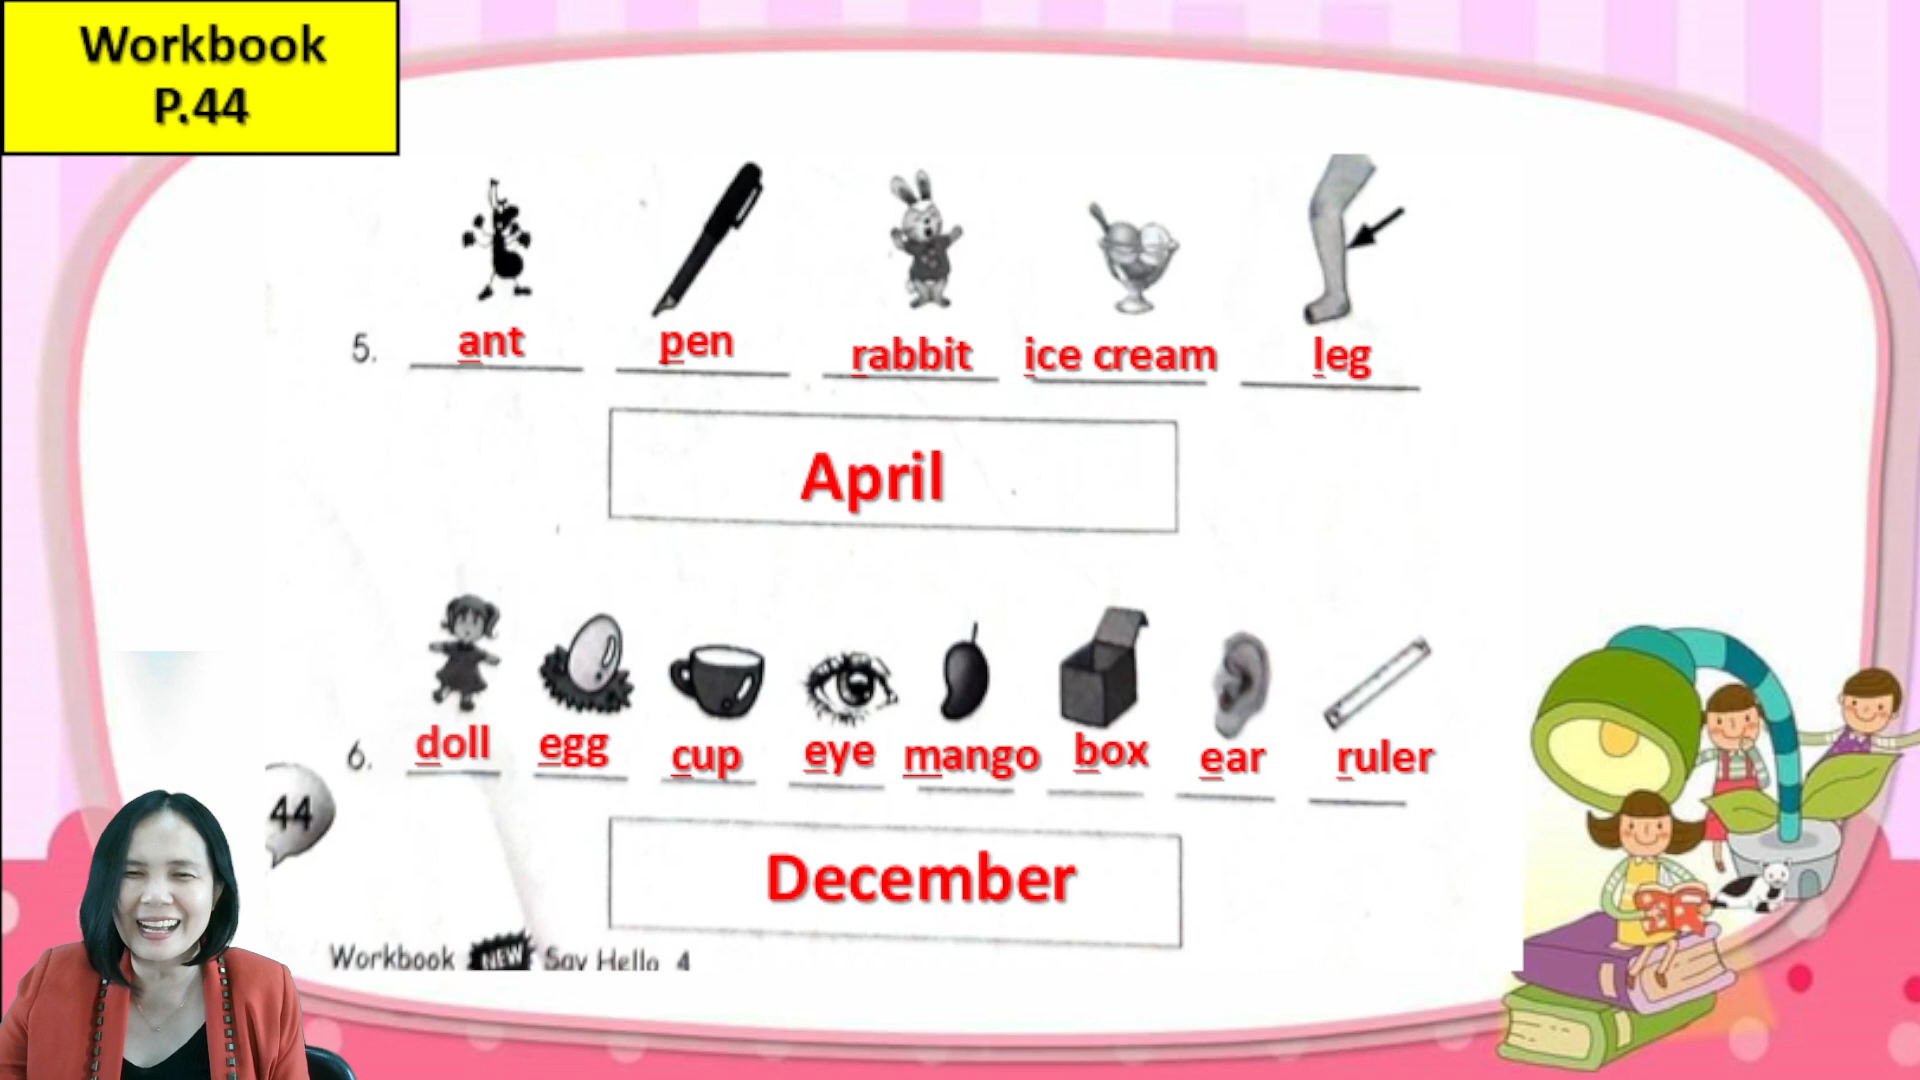 Workbook
P.44
5. ant pen rabbit ice cream leg
April
6. doll egg cup eye mango box ear ruler
44
December
Workbook NEW Say Hello 4